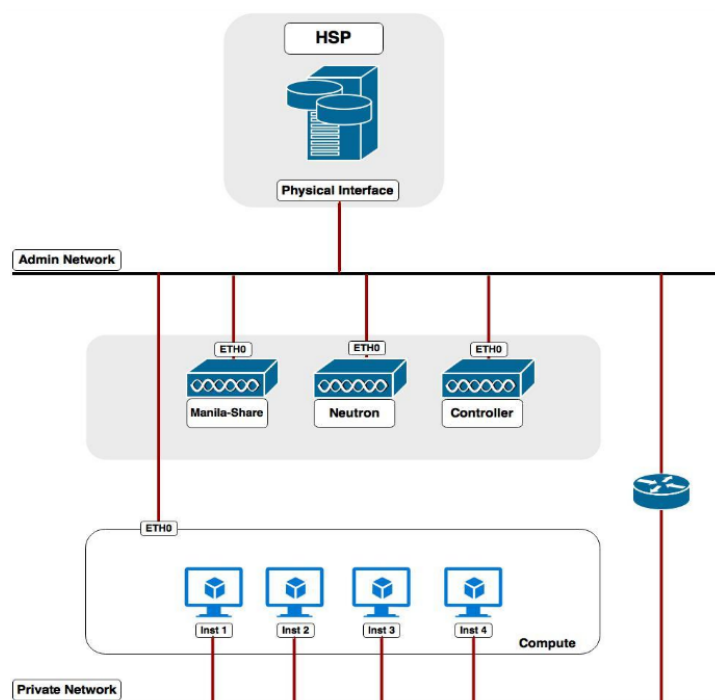 HSP
Physical Interface
Admin Network
ETH0
ETH0
ETH0
Manila-Share
Neutron
Controller
ETH0
Inst 1
Inst 2
Inst 3
Inst 4
Compute
Private Network